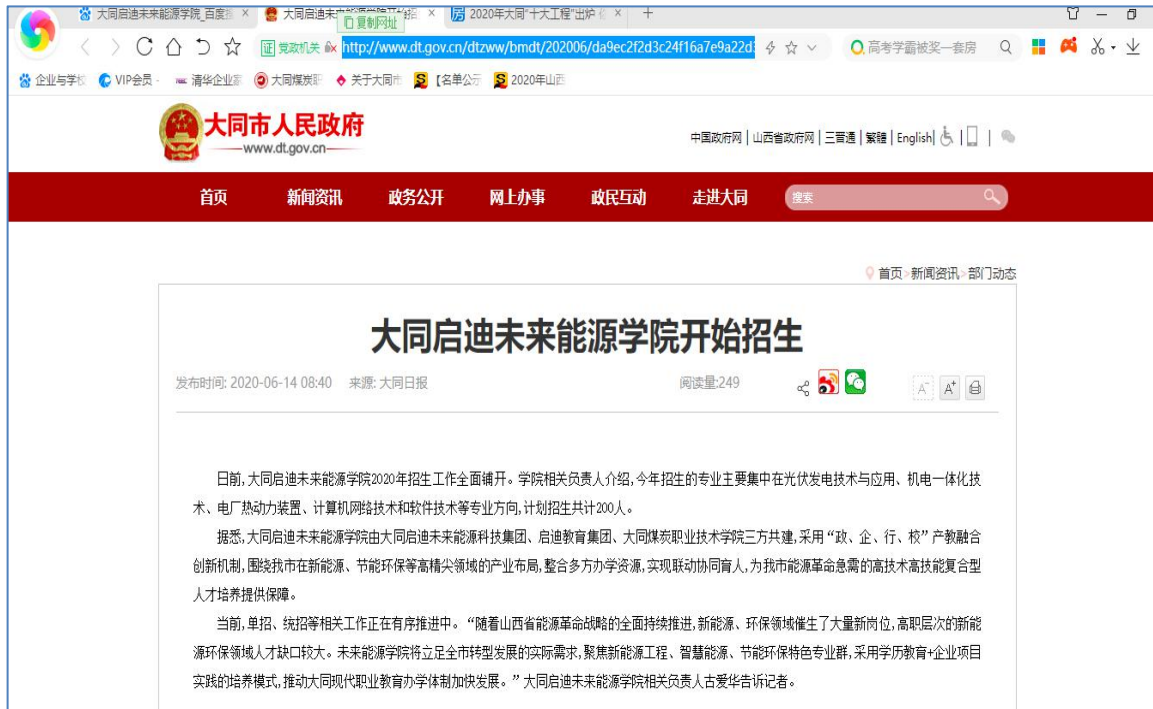 大同启迪未来能源学院_百度搜
大同启迪未来能源学院开始招
复制网址
2020年大同"十大工程"出炉
证 党政机关 http://www.dt.gov.cn/dtzww/bmdt/202006/da9ec2f2d3c24f16a7e9a22d
高考学霸被奖一套房
企业与学校 VIP会员 - 清华企业家 大同煤炭职 关于大同市 【名单公示 2020年山西
大同市人民政府
www.dt.gov.cn
中国政府网 | 山西省政府网 | 三晋通 | 繁體 | English |
首页 新闻资讯 政务公开 网上办事 政民互动 走进大同 搜索
首页>新闻资讯>部门动态
大同启迪未来能源学院开始招生
发布时间: 2020-06-14 08:40 来源: 大同日报 阅读量:249
A- A+
日前,大同启迪未来能源学院2020年招生工作全面铺开。学院相关负责人介绍,今年招生的专业主要集中在光伏发电技术与应用、机电一体化技
术、电厂热动力装置、计算机网络技术和软件技术等专业方向,计划招生共计200人。
据悉,大同启迪未来能源学院由大同启迪未来能源科技集团、启迪教育集团、大同煤炭职业技术学院三方共建,采用“政、企、行、校”产教融合
创新机制,围绕我市在新能源、节能环保等高精尖领域的产业布局,整合多方办学资源,实现联动协同育人,为我市能源革命急需的高技术高技能复合型
人才培养提供保障。
当前,单招、统招等相关工作正在有序推进中。“随着山西省能源革命战略的全面持续推进,新能源、环保领域催生了大量新岗位,高职层次的新能
源环保领域人才缺口较大。未来能源学院将立足全市转型发展的实际需求,聚焦新能源工程、智慧能源、节能环保特色专业群,采用学历教育+企业项目
实践的培养模式,推动大同现代职业教育办学体制加快发展。”大同启迪未来能源学院相关负责人古爱华告诉记者。